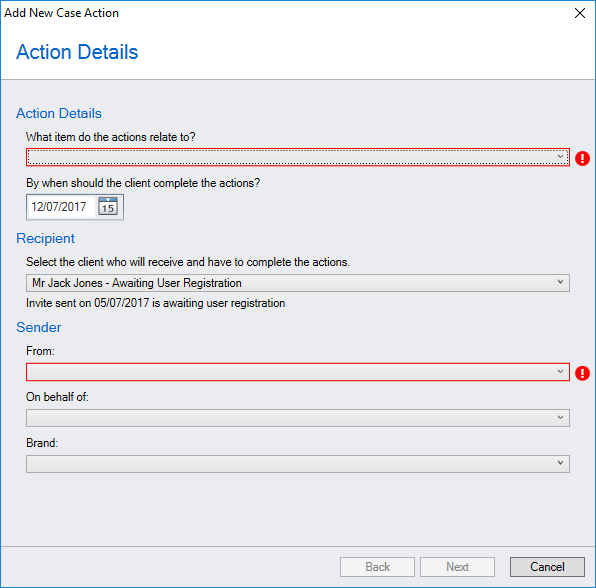 Add New Case Action
Action Details
Action Details
What item do the actions relate to?
By when should the client complete the actions?
12/07/2017
15
Recipient
Select the client who will receive and have to complete the actions.
Mr Jack Jones - Awaiting User Registration
Invite sent on 05/07/2017 is awaiting user registration
Sender
From:
On behalf of:
Brand:
Back Next Cancel